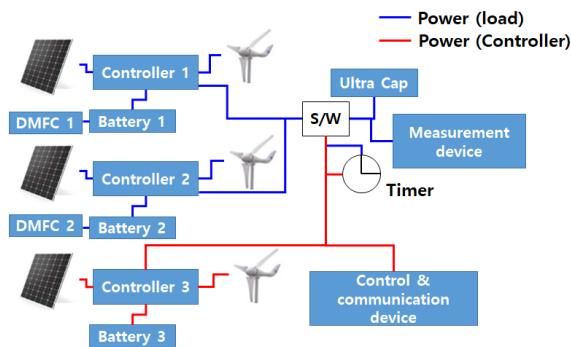 Power (load)
Power (Controller)
Controller 1
Ultra Cap
DMFC 1
Battery 1
S/W
Measurement
device
Controller 2
Timer
DMFC 2
Battery 2
Controller 3
Control &
communication
device
Battery 3